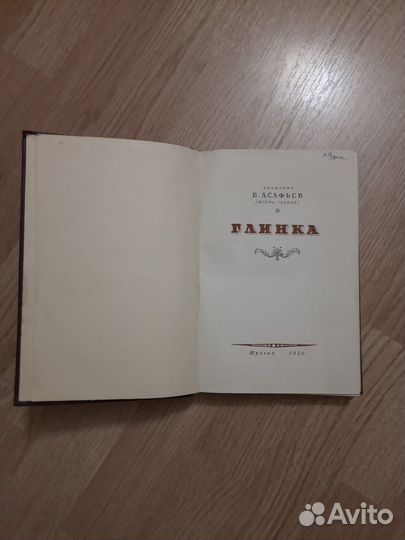 АКАДЕМИК
Б. АСАФЬЕВ
/ИГОРЬ ГЛЕБОВ/
ГЛИНКА
Музгиз 1950
Avito